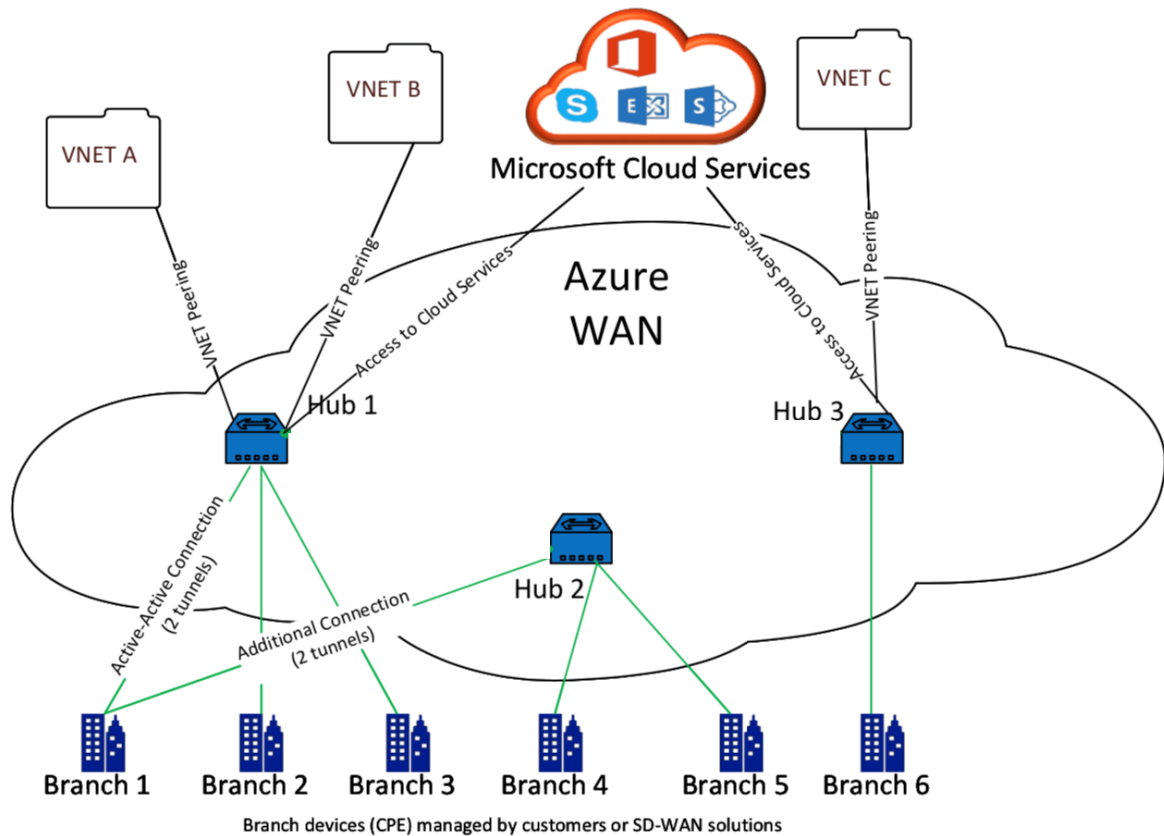 VNET B
VNET C
VNET A
S
E
S
Microsoft Cloud Services
VNET Peering
VNET Peering
Access to Cloud Services
Access to Cloud Services
VNET Peering
Azure
WAN
Hub 1
Hub 3
Hub 2
Active-Active Connection
(2 tunnels)
Additional Connection
(2 tunnels)
Branch 1
Branch 2
Branch 3
Branch 4
Branch 5
Branch 6
Branch devices (CPE) managed by customers or SD-WAN solutions